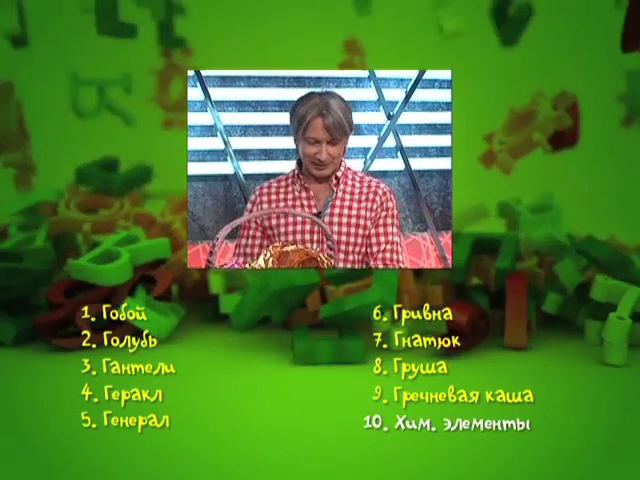 1. Гобой
2. Голубь
3. Гантели
4. Геракл
5. Генерал
6. Гривна
7. Гнатюк
8. Груша
9. Гречневая каша
10. Хим. элементы